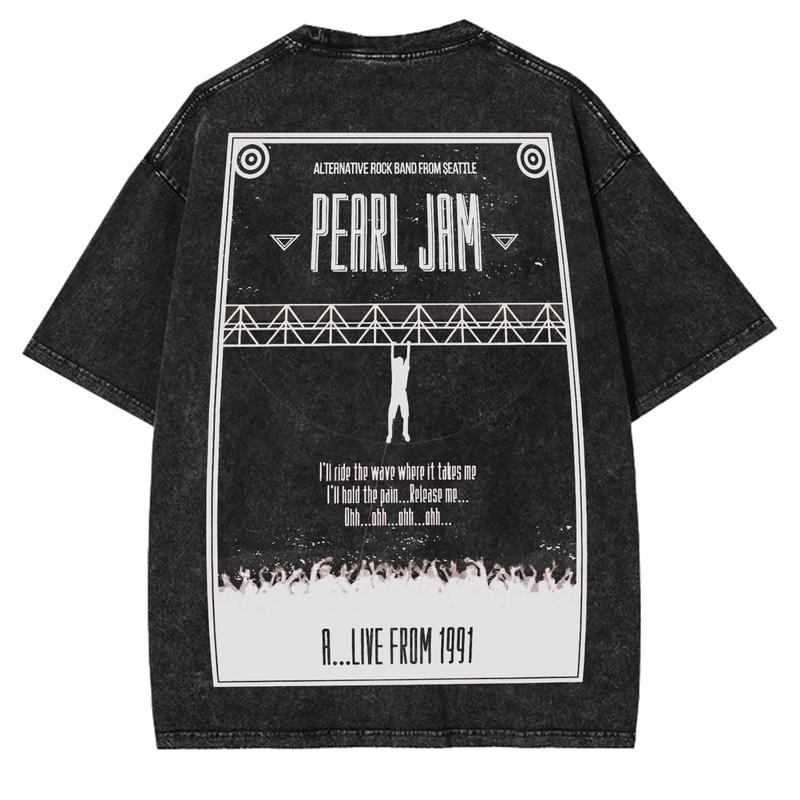 ALTERNATIVE ROCK BAND FROM SEATTLE
PEARL JAM
I'll ride the wave where it takes me
I'll hold the pain...Release me...
Ohh...ohh...ohh...ohh...
A...LIVE FROM 1991